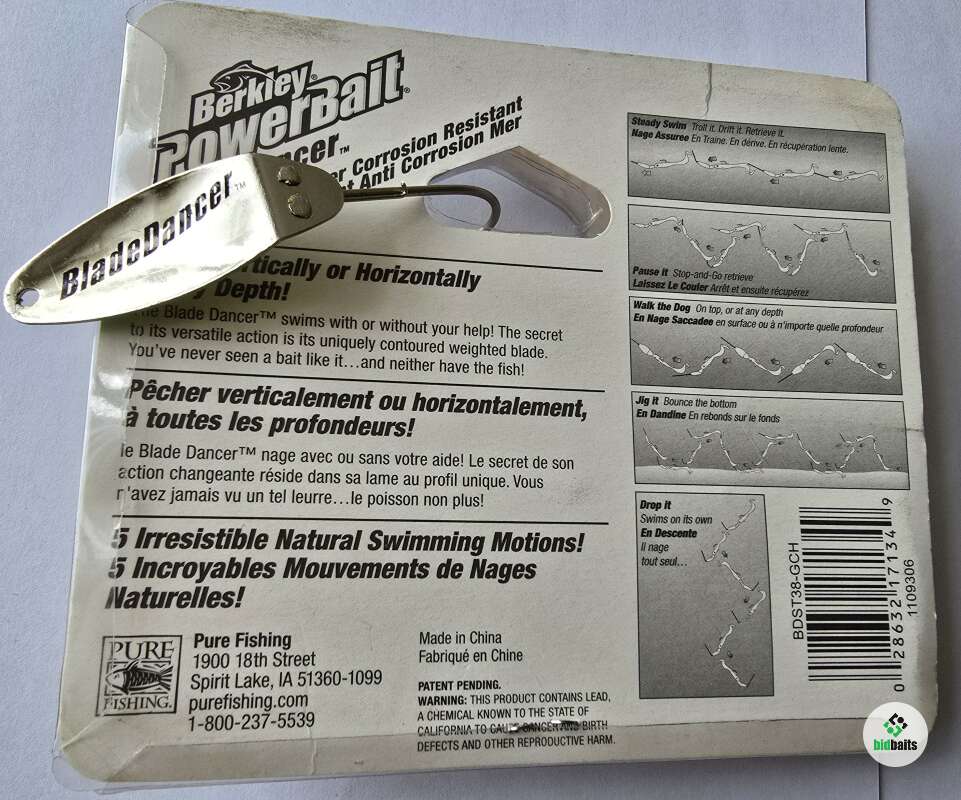 Berkley®
PowerBait®
Dancer™
Corrosion Resistant
Anti Corrosion Mer
BladeDancer™
Vertically or Horizontally
Depth!
Blade Dancer™ swims with or without your help! The secret
to its versatile action is its uniquely contoured weighted blade.
You've never seen a bait like it…and neither have the fish!
Pêcher verticalement ou horizontalement,
à toutes les profondeurs!
le Blade Dancer™ nage avec ou sans votre aide! Le secret de son
action changeante réside dans sa lame au profil unique. Vous
n'avez jamais vu un tel leurre…le poisson non plus!
5 Irresistible Natural Swimming Motions!
5 Incroyables Mouvements de Nages
Naturelles!
PURE
FISHING.
Pure Fishing
1900 18th Street
Spirit Lake, IA 51360-1099
purefishing.com
1-800-237-5539
Made in China
Fabriqué en Chine
PATENT PENDING.
WARNING: THIS PRODUCT CONTAINS LEAD,
A CHEMICAL KNOWN TO THE STATE OF
CALIFORNIA TO CAUSE CANCER AND BIRTH
DEFECTS AND OTHER REPRODUCTIVE HARM.
Steady Swim Troll it. Drift it. Retrieve it.
Nage Assuree En Traine. En dérive. En récupération lente.
Pause it Stop-and-Go retrieve
Laissez Le Couler Arrêt et ensuite récupérez
Walk the Dog On top, or at any depth
En Nage Saccadee en surface ou à n'importe quelle profondeur
Jig it Bounce the bottom
En Dandine En rebonds sur le fonds
Drop it
Swims on its own
En Descente
Il nage
tout seul…
BDST38-GCH
0 28632 17134 9
1109306
bidbaits